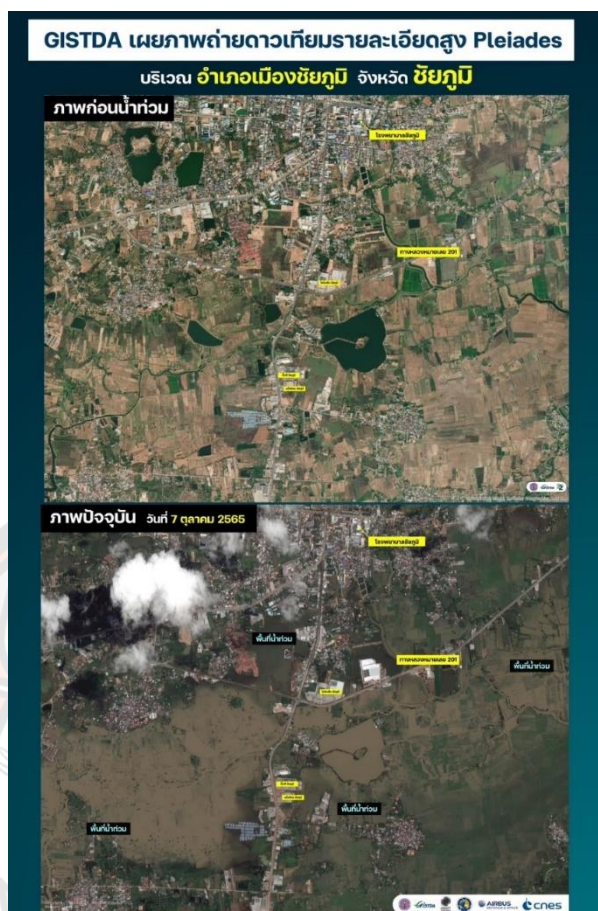 GISTDA เผยภาพถ่ายดาวเทียมรายละเอียดสูง Pleiades
บริเวณ อำเภอเมืองชัยภูมิ จังหวัด ชัยภูมิ
ภาพก่อนน้ำท่วม
โรงพยาบาลชัยภูมิ
ทางหลวงหมายเลข 201
ภาพปัจจุบัน วันที่ 7 ตุลาคม 2565
โรงพยาบาลชัยภูมิ
พื้นที่น้ำท่วม
ทางหลวงหมายเลข 201
พื้นที่น้ำท่วม
พื้นที่น้ำท่วม
พื้นที่น้ำท่วม
GISTDA
AIRBUS
cnes